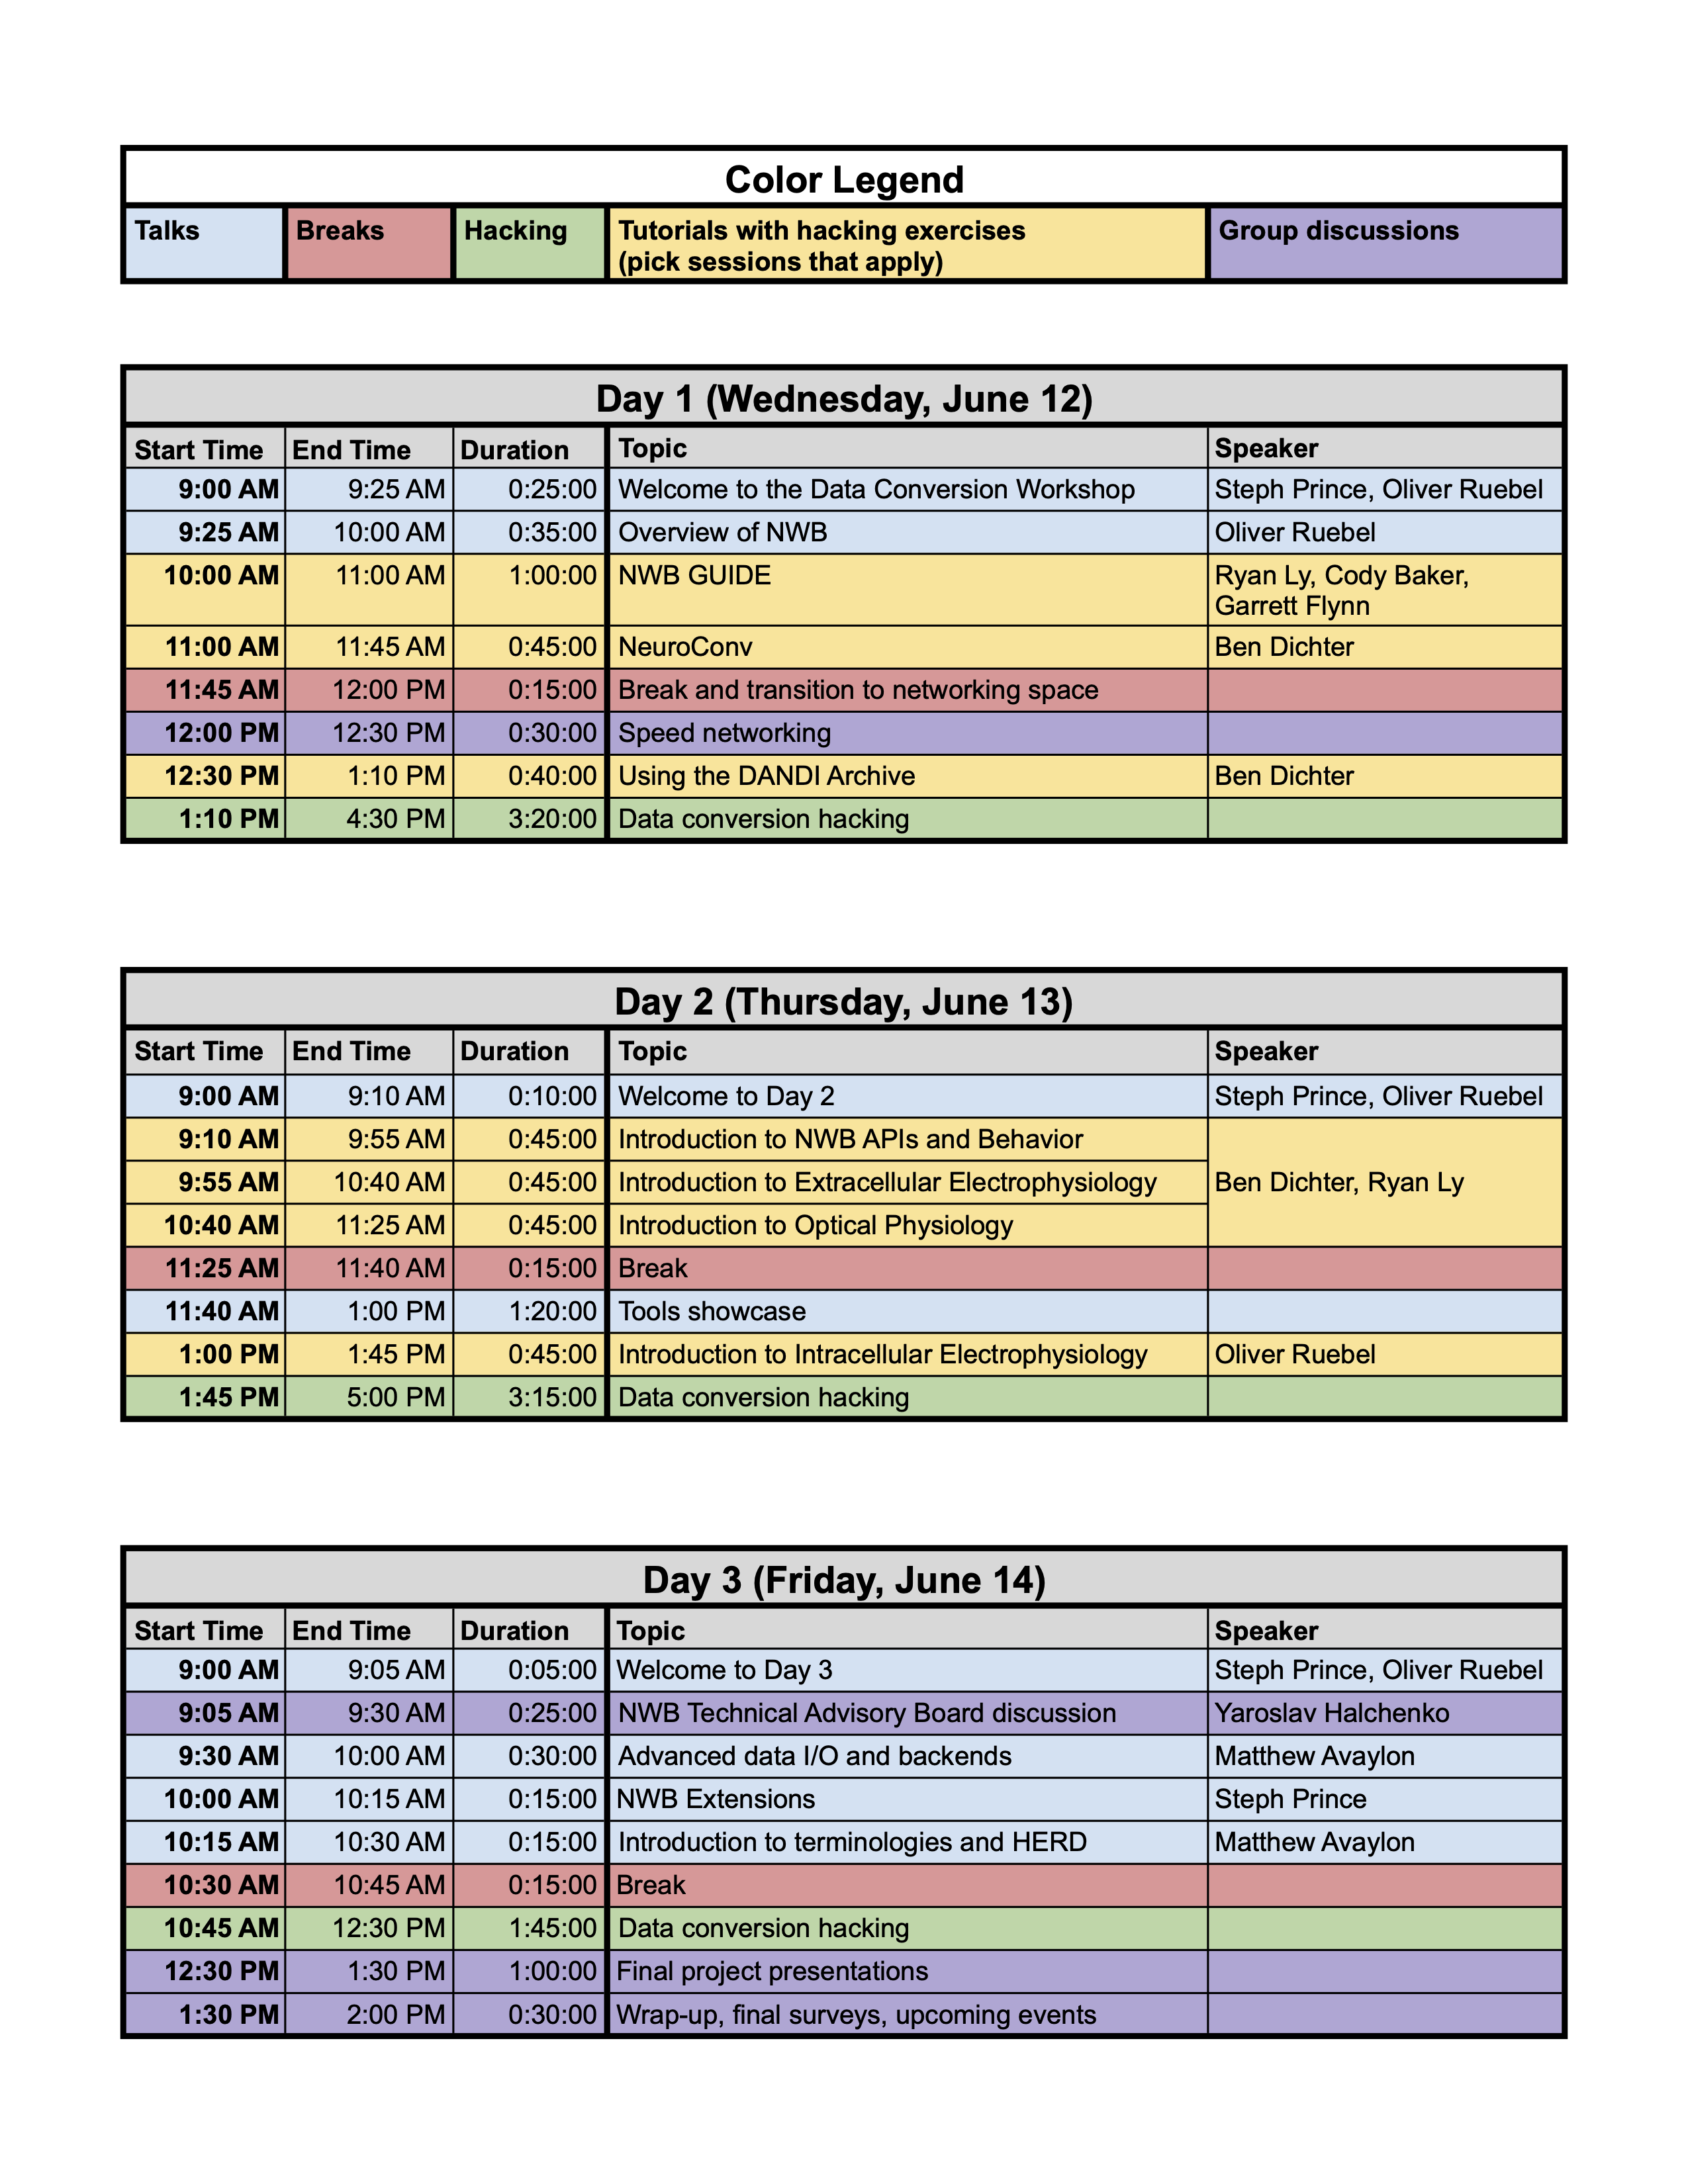 Color Legend
Talks Breaks Hacking Tutorials with hacking exercises Group discussions
(pick sessions that apply)
Day 1 (Wednesday, June 12)
Start Time End Time Duration Topic Speaker
9:00 AM 9:25 AM 0:25:00 Welcome to the Data Conversion Workshop Steph Prince, Oliver Ruebel
9:25 AM 10:00 AM 0:35:00 Overview of NWB Oliver Ruebel
10:00 AM 11:00 AM 1:00:00 NWB GUIDE Ryan Ly, Cody Baker,
Garrett Flynn
11:00 AM 11:45 AM 0:45:00 NeuroConv Ben Dichter
11:45 AM 12:00 PM 0:15:00 Break and transition to networking space
12:00 PM 12:30 PM 0:30:00 Speed networking
12:30 PM 1:10 PM 0:40:00 Using the DANDI Archive Ben Dichter
1:10 PM 4:30 PM 3:20:00 Data conversion hacking
Day 2 (Thursday, June 13)
Start Time End Time Duration Topic Speaker
9:00 AM 9:10 AM 0:10:00 Welcome to Day 2 Steph Prince, Oliver Ruebel
9:10 AM 9:55 AM 0:45:00 Introduction to NWB APIs and Behavior
9:55 AM 10:40 AM 0:45:00 Introduction to Extracellular Electrophysiology Ben Dichter, Ryan Ly
10:40 AM 11:25 AM 0:45:00 Introduction to Optical Physiology
11:25 AM 11:40 AM 0:15:00 Break
11:40 AM 1:00 PM 1:20:00 Tools showcase
1:00 PM 1:45 PM 0:45:00 Introduction to Intracellular Electrophysiology Oliver Ruebel
1:45 PM 5:00 PM 3:15:00 Data conversion hacking
Day 3 (Friday, June 14)
Start Time End Time Duration Topic Speaker
9:00 AM 9:05 AM 0:05:00 Welcome to Day 3 Steph Prince, Oliver Ruebel
9:05 AM 9:30 AM 0:25:00 NWB Technical Advisory Board discussion Yaroslav Halchenko
9:30 AM 10:00 AM 0:30:00 Advanced data I/O and backends Matthew Avaylon
10:00 AM 10:15 AM 0:15:00 NWB Extensions Steph Prince
10:15 AM 10:30 AM 0:15:00 Introduction to terminologies and HERD Matthew Avaylon
10:30 AM 10:45 AM 0:15:00 Break
10:45 AM 12:30 PM 1:45:00 Data conversion hacking
12:30 PM 1:30 PM 1:00:00 Final project presentations
1:30 PM 2:00 PM 0:30:00 Wrap-up, final surveys, upcoming events